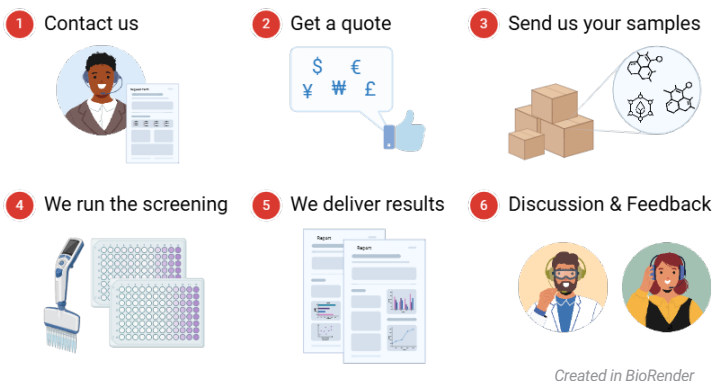 1 Contact us
2 Get a quote
3 Send us your samples
$ €
¥ ₩ £
4 We run the screening
5 We deliver results
6 Discussion & Feedback
Report
Report
Created in BioRender